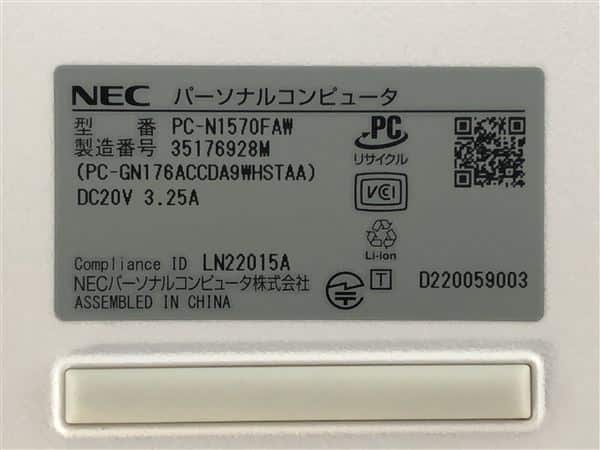 NEC パーソナルコンピュータ
型 番 PC-N1570FAW
製造番号 35176928M
(PC-GN176ACCDA9WHSTAA)
DC20V 3.25A
PC
リサイクル
VCCI
Li-ion
Compliance ID LN22015A
NECパーソナルコンピュータ株式会社
ASSEMBLED IN CHINA
T
D220059003